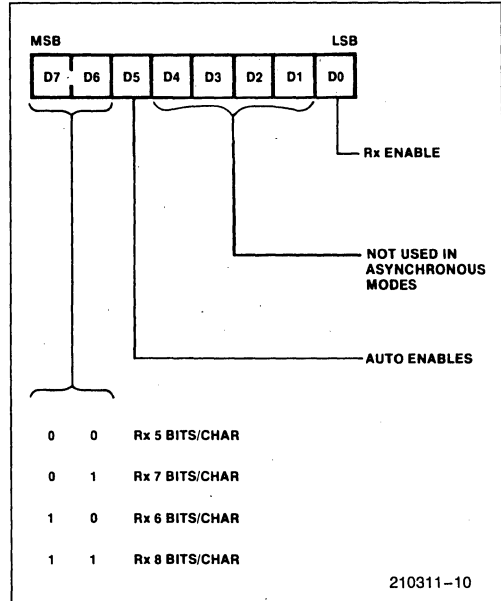 MSB LSB
D7 D6 D5 D4 D3 D2 D1 D0
Rx ENABLE
NOT USED IN
ASYNCHRONOUS
MODES
AUTO ENABLES
0 0 Rx 5 BITS/CHAR
0 1 Rx 7 BITS/CHAR
1 0 Rx 6 BITS/CHAR
1 1 Rx 8 BITS/CHAR
210311-10